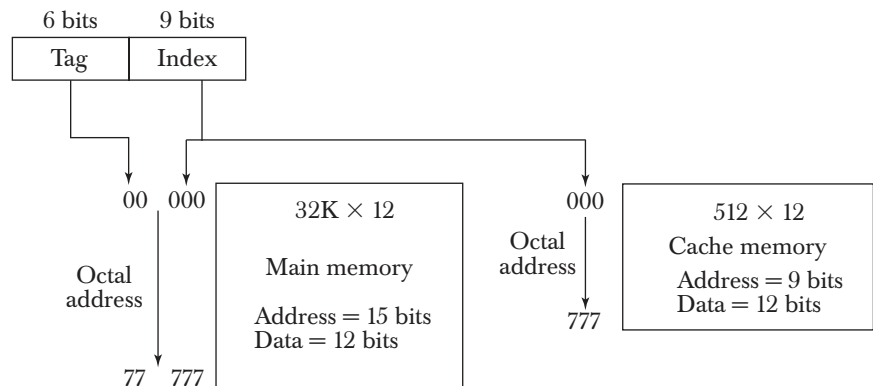 6 bits 9 bits
Tag Index
00 000
32K × 12
Main memory
Address = 15 bits
Data = 12 bits
Octal
address
77 777
000
Octal
address
777
512 × 12
Cache memory
Address = 9 bits
Data = 12 bits